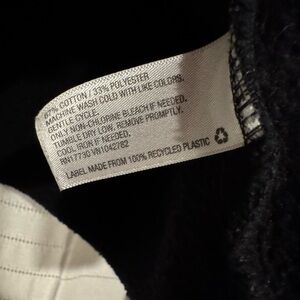 67% COTTON / 33% POLYESTER
MACHINE WASH COLD WITH LIKE COLORS.
GENTLE CYCLE.
ONLY NON-CHLORINE BLEACH IF NEEDED.
TUMBLE DRY LOW. REMOVE PROMPTLY.
COOL IRON IF NEEDED.
RN17730 VN1042782
LABEL MADE FROM 100% RECYCLED PLASTIC